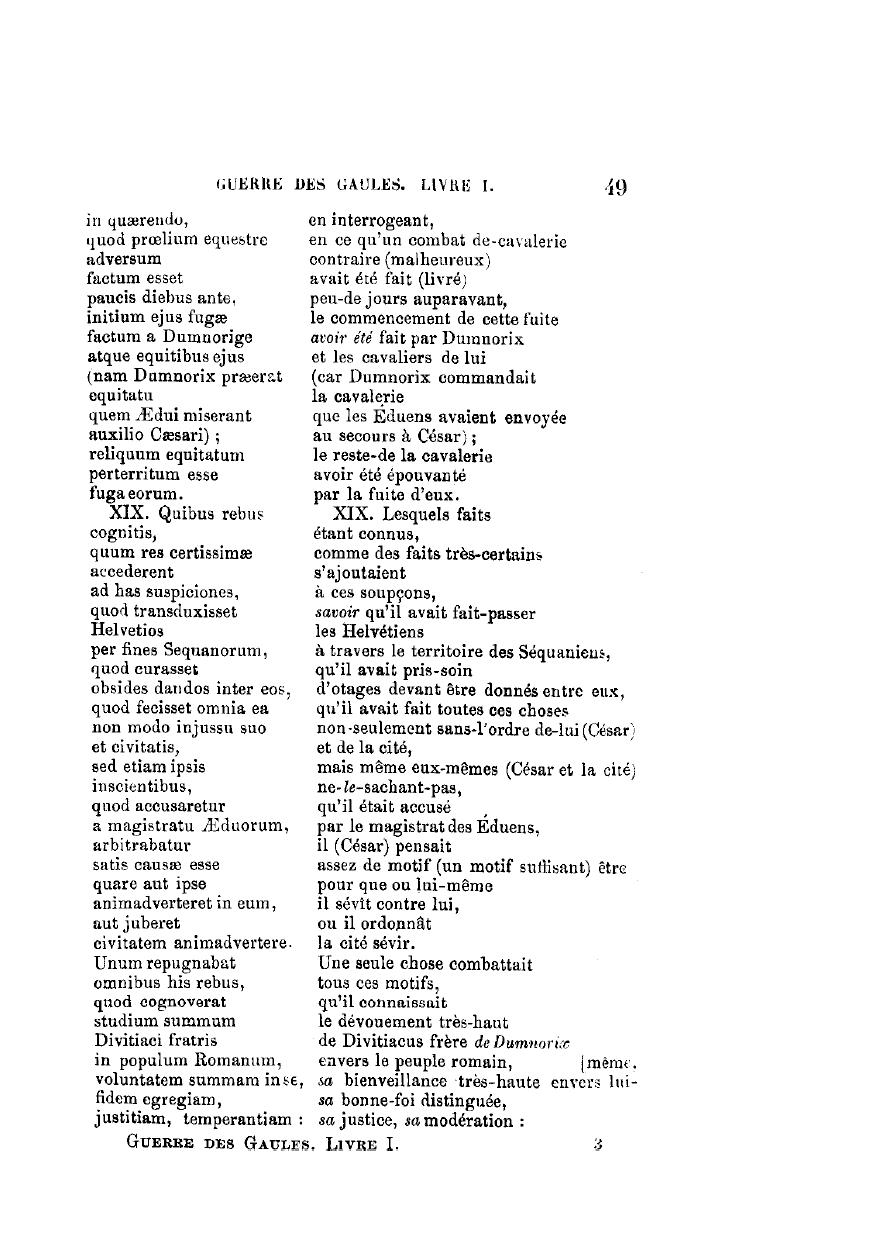 GUERRE DES GAULES. LIVRE I. 49
in quærendo, en interrogeant,
quod prœlium equestre en ce qu'un combat de-cavalerie
adversum contraire (malheureux)
factum esset avait été fait (livré)
paucis diebus ante, peu-de jours auparavant,
initium ejus fugæ le commencement de cette fuite
factum a Dumnorige avoir été fait par Dumnorix
atque equitibus ejus et les cavaliers de lui
(nam Dumnorix præerat (car Dumnorix commandait
equitatu la cavalerie
quem Ædui miserant que les Éduens avaient envoyée
auxilio Cæsari) ; au secours à César) ;
reliquum equitatum le reste-de la cavalerie
perterritum esse avoir été épouvanté
fuga eorum. par la fuite d'eux.
XIX. Quibus rebus XIX. Lesquels faits
cognitis, étant connus,
quum res certissimæ comme des faits très-certains
accederent s'ajoutaient
ad has suspiciones, à ces soupçons,
quod transduxisset savoir qu'il avait fait-passer
Helvetios les Helvétiens
per fines Sequanorum, à travers le territoire des Séquaniens,
quod curasset qu'il avait pris-soin
obsides dandos inter eos, d'otages devant être donnés entre eux,
quod fecisset omnia ea qu'il avait fait toutes ces choses
non modo injussu suo non-seulement sans-l'ordre de-lui (César)
et civitatis, et de la cité,
sed etiam ipsis mais même eux-mêmes (César et la cité)
inscientibus, ne-le-sachant-pas,
quod accusaretur qu'il était accusé
a magistratu Æduorum, par le magistrat des Éduens,
arbitrabatur il (César) pensait
satis causæ esse assez de motif (un motif suffisant) être
quare aut ipse pour que ou lui-même
animadverteret in eum, il sévît contre lui,
aut juberet ou il ordonnât
civitatem animadvertere. la cité sévir.
Unum repugnabat Une seule chose combattait
omnibus his rebus, tous ces motifs,
quod cognoverat qu'il connaissait
studium summum le dévouement très-haut
Divitiaci fratris de Divitiacus frère de Dumnorix
in populum Romanum, envers le peuple romain, [même,
voluntatem summam in se, sa bienveillance très-haute envers lui-
fidem egregiam, sa bonne-foi distinguée,
justitiam, temperantiam : sa justice, sa modération :
GUERRE DES GAULES. LIVRE I. 3